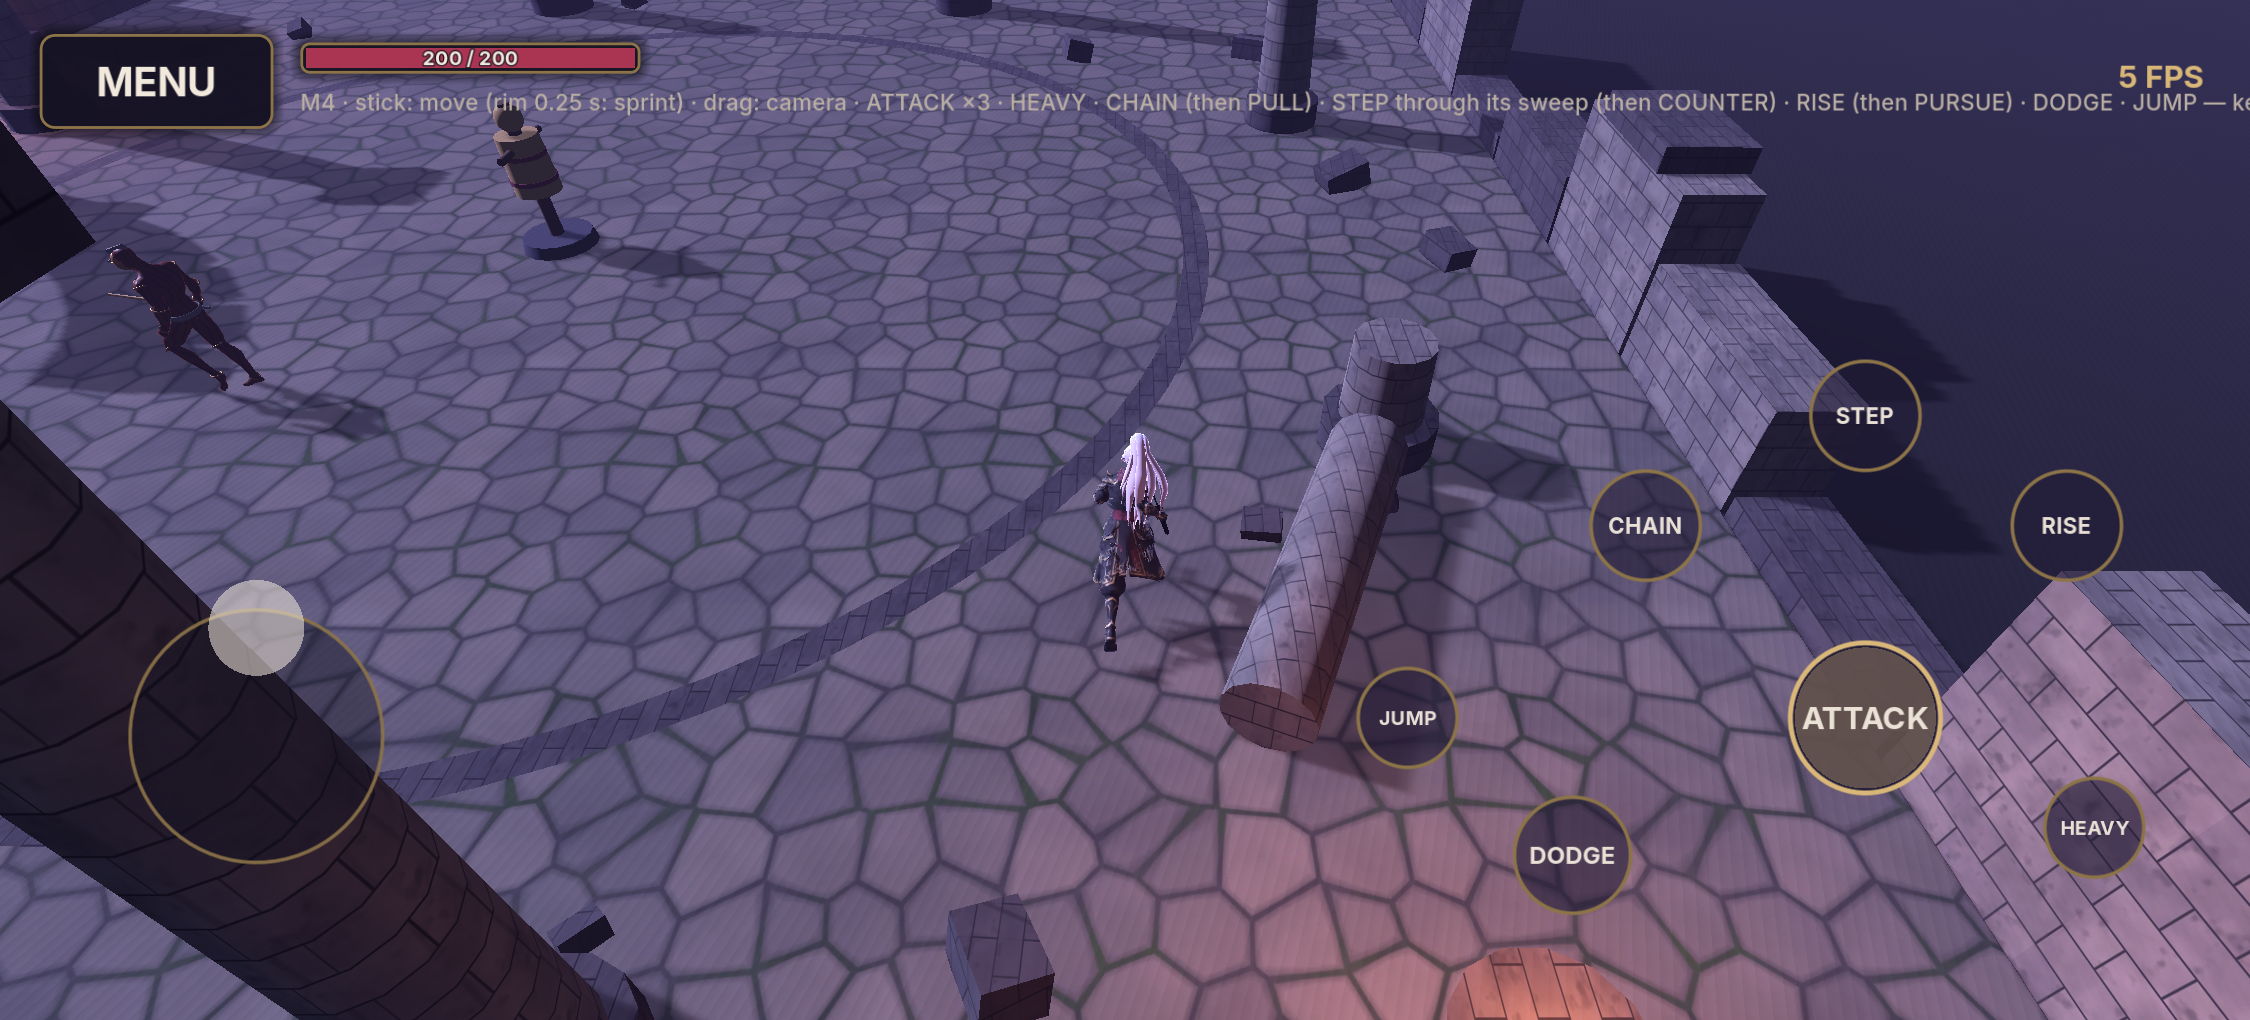 MENU
200 / 200
5 FPS
M4 · stick: move (rim 0.25 s: sprint) · drag: camera · ATTACK ×3 · HEAVY · CHAIN (then PULL) · STEP through its sweep (then COUNTER) · RISE (then PURSUE) · DODGE · JUMP —
STEP
CHAIN
RISE
JUMP
ATTACK
HEAVY
DODGE